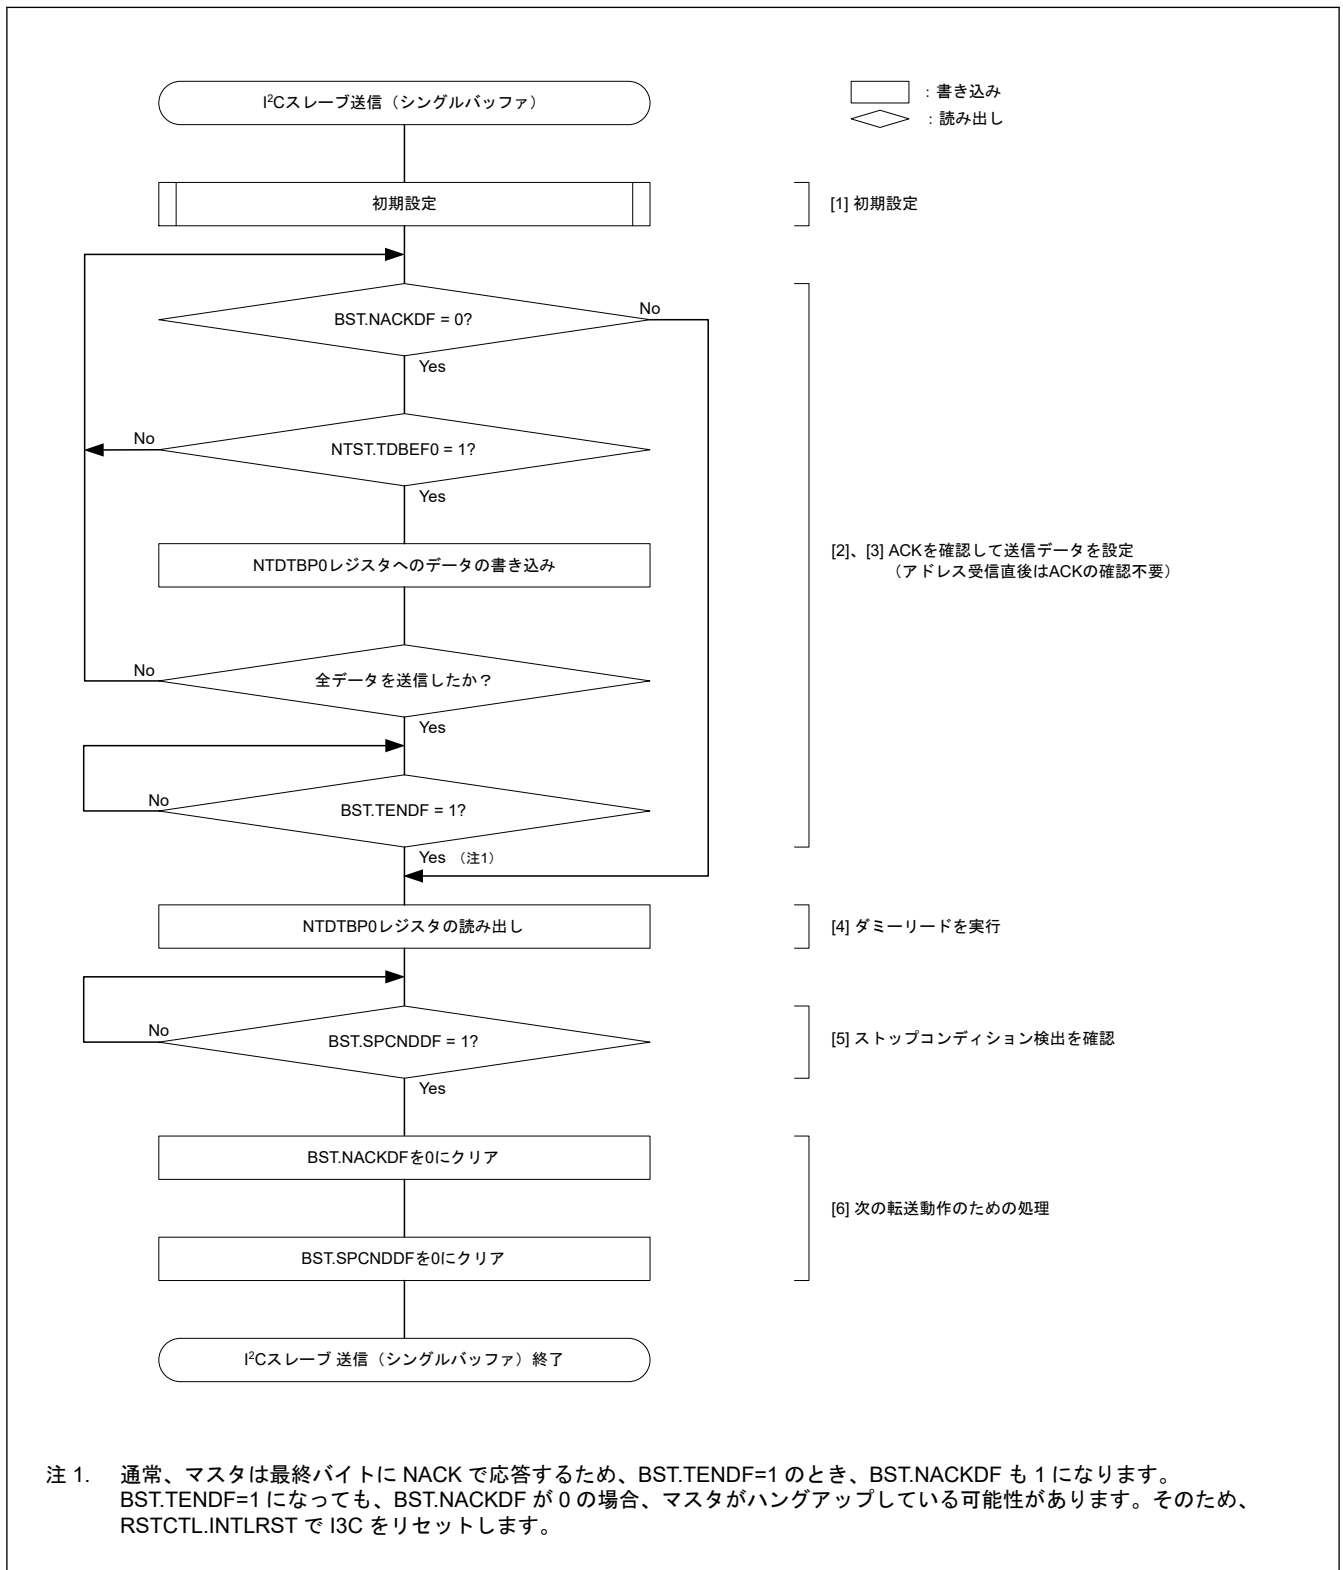 I²Cスレーブ送信（シングルバッファ）
：書き込み
：読み出し
初期設定
[1] 初期設定
BST.NACKDF = 0?
No
Yes
NTST.TDBEF0 = 1?
No
Yes
NTDTBP0レジスタへのデータの書き込み
[2]、[3] ACKを確認して送信データを設定
（アドレス受信直後はACKの確認不要）
全データを送信したか？
No
Yes
BST.TENDF = 1?
No
Yes （注1）
NTDTBP0レジスタの読み出し
[4] ダミーリードを実行
BST.SPCNDDF = 1?
No
Yes
[5] ストップコンディション検出を確認
BST.NACKDFを0にクリア
[6] 次の転送動作のための処理
BST.SPCNDDFを0にクリア
I²Cスレーブ 送信（シングルバッファ）終了
注 1. 通常、マスタは最終バイトに NACK で応答するため、BST.TENDF=1 のとき、BST.NACKDF も 1 になります。
BST.TENDF=1 になっても、BST.NACKDF が 0 の場合、マスタがハングアップしている可能性があります。そのため、
RSTCTL.INTLRST で I3C をリセットします。